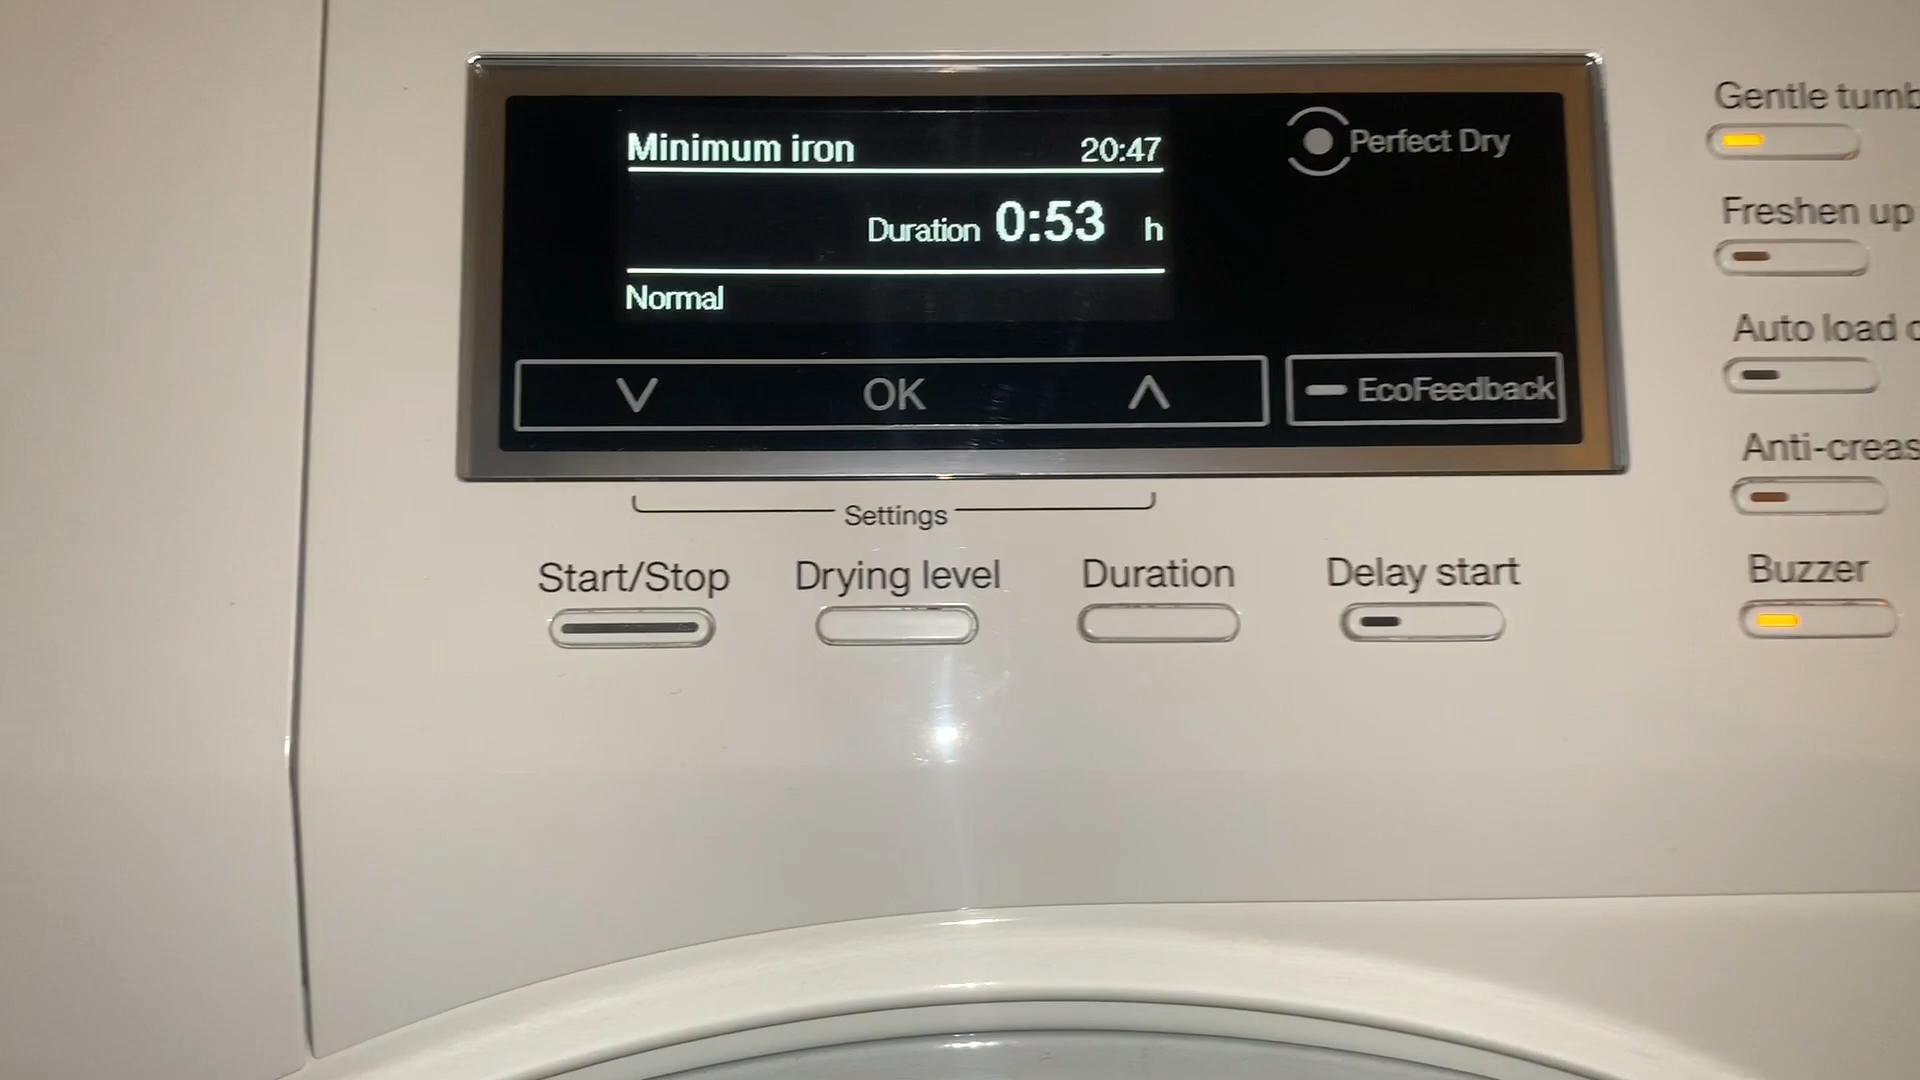 Minimum iron 20:47
Duration 0:53 h
Normal
Perfect Dry
OK
EcoFeedback
Settings
Start/Stop
Drying level
Duration
Delay start
Gentle tumb
Freshen up
Auto load
Anti-creas
Buzzer